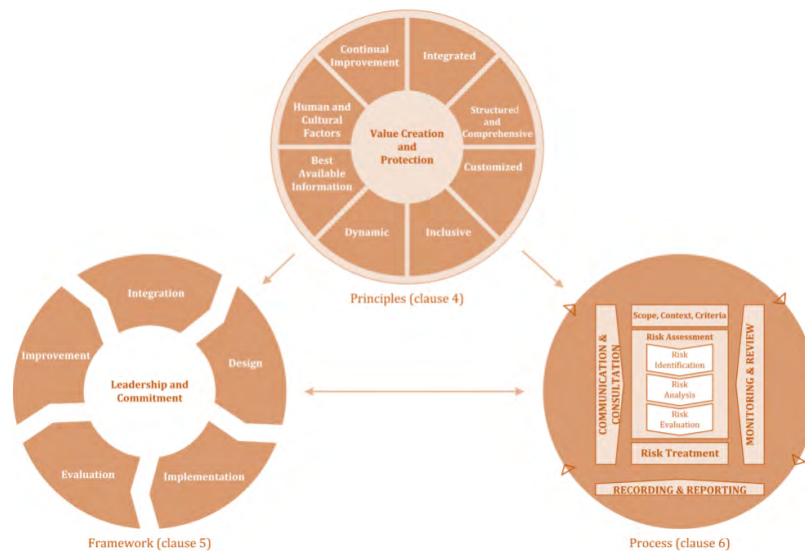 Continual
Improvement
Integrated
Structured
and
Comprehensive
Customized
Inclusive
Dynamic
Best
Available
Information
Human and
Cultural
Factors
Value Creation
and
Protection
Principles (clause 4)
Integration
Design
Implementation
Evaluation
Improvement
Leadership and
Commitment
Framework (clause 5)
COMMUNICATION &
CONSULTATION
Scope, Context, Criteria
Risk Assessment
Risk
Identification
Risk
Analysis
Risk
Evaluation
Risk Treatment
MONITORING & REVIEW
RECORDING & REPORTING
Process (clause 6)